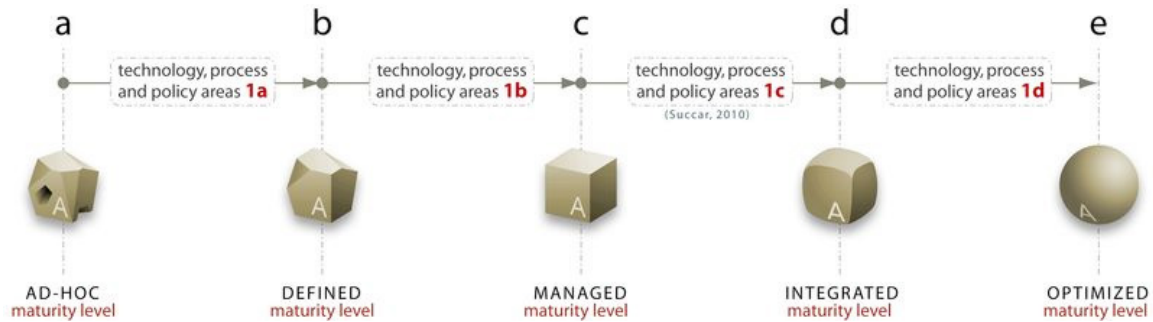 a
b
c
d
e
technology, process
and policy areas 1a
technology, process
and policy areas 1b
technology, process
and policy areas 1c
(Succar, 2010)
technology, process
and policy areas 1d
A
A
A
A
A
AD-HOC
maturity level
DEFINED
maturity level
MANAGED
maturity level
INTEGRATED
maturity level
OPTIMIZED
maturity level